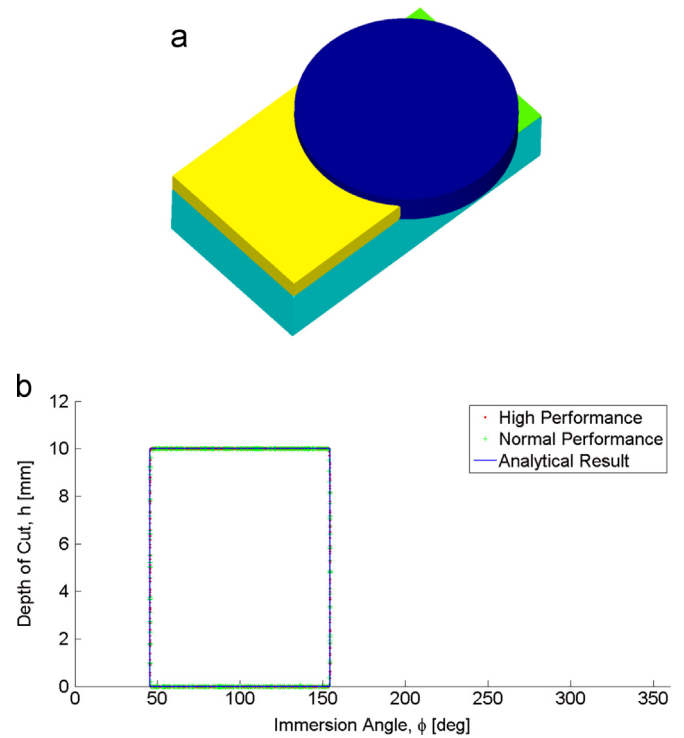 a
b
12
10
8
6
4
2
0
Depth of Cut, h [mm]
High Performance
Normal Performance
Analytical Result
0 50 100 150 200 250 300 350
Immersion Angle, ϕ [deg]